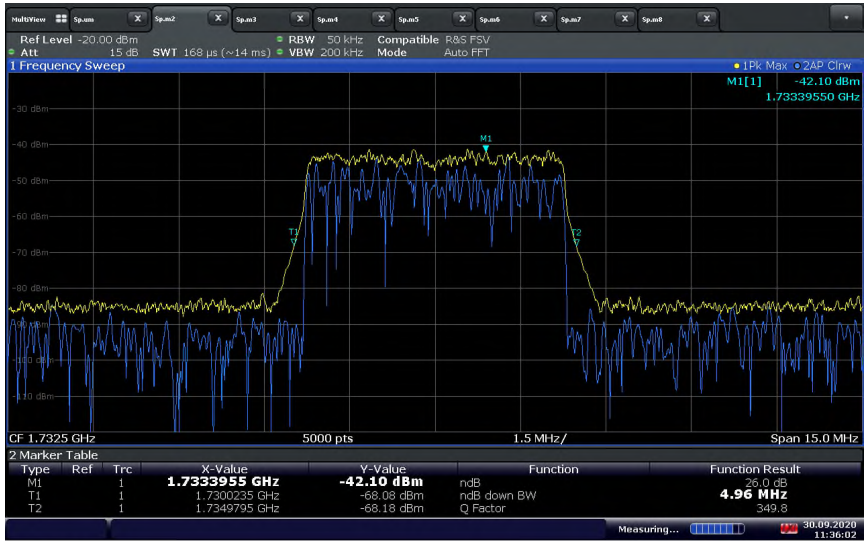 MultiView Sp.um X Sp.m2 X Sp.m3 X Sp.m4 X Sp.m5 X Sp.m6 X Sp.m7 X Sp.m8 X
Ref Level -20.00 dBm RBW 50 kHz Compatible R&S FSV
Att 15 dB SWT 168 µs (~14 ms) VBW 200 kHz Mode Auto FFT
1 Frequency Sweep 1Pk Max 2AP Clrw
M1[1] -42.10 dBm
1.73339550 GHz
-30 dBm
-40 dBm
M1
-50 dBm
-60 dBm
T1 T2
-70 dBm
-80 dBm
-90 dBm
-100 dBm
-110 dBm
CF 1.7325 GHz 5000 pts 1.5 MHz/ Span 15.0 MHz
2 Marker Table
Type Ref Trc X-Value Y-Value Function Function Result
M1 1 1.7333955 GHz -42.10 dBm ndB 26.0 dB
T1 1 1.7300235 GHz -68.08 dBm ndB down BW 4.96 MHz
T2 1 1.7349795 GHz -68.18 dBm Q Factor 349.8
Measuring... 30.09.2020
11:36:02